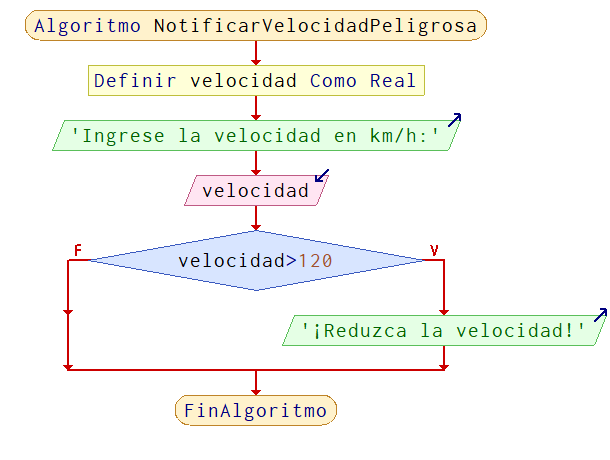 Algoritmo NotificarVelocidadPeligrosa
Definir velocidad Como Real
'Ingrese la velocidad en km/h:'
velocidad
F
velocidad>120
V
'¡Reduzca la velocidad!'
FinAlgoritmo